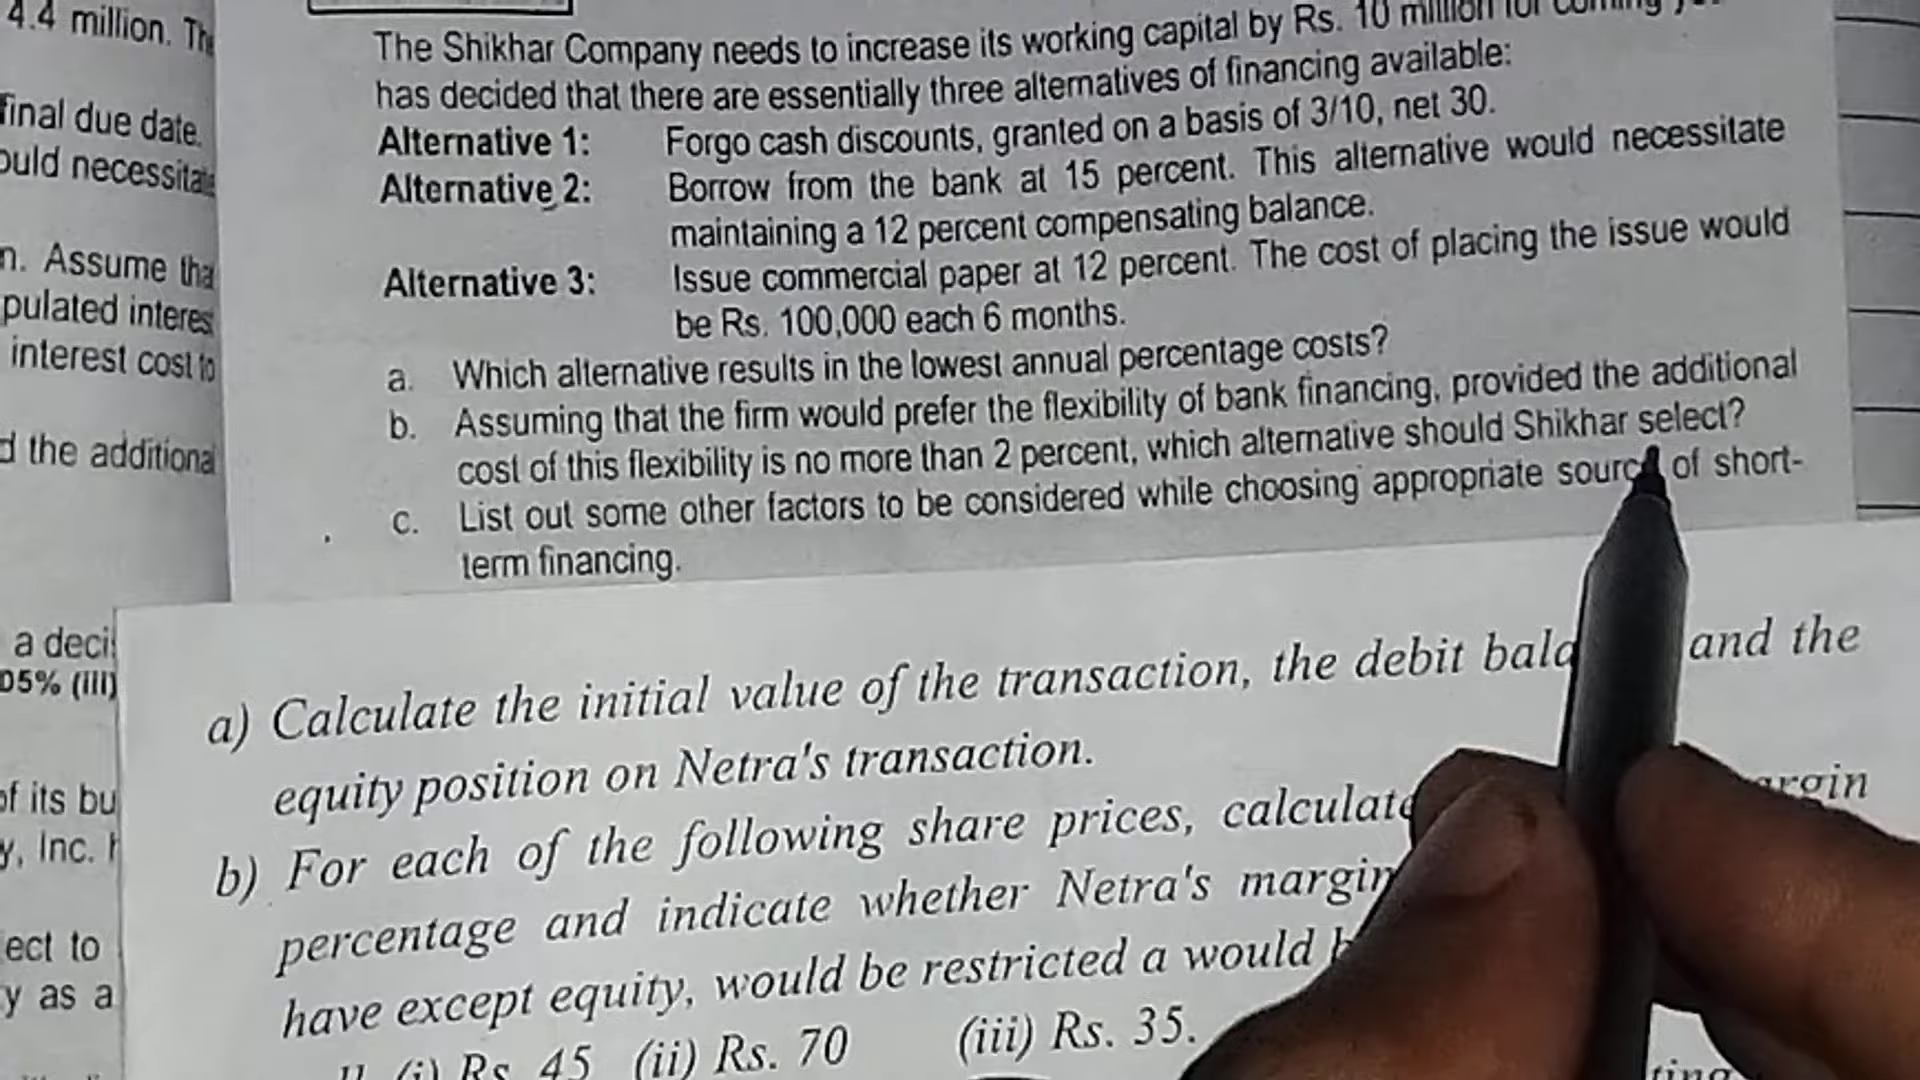 4.4 million. Th
final due date.
ould necessitate
n. Assume tha
pulated interes
interest cost to
d the additional
a deci
05% (III)
of its bu
y, Inc. h
ect to
y as a
The Shikhar Company needs to increase its working capital by Rs. 10 million for coming
has decided that there are essentially three alternatives of financing available:
Alternative 1: Forgo cash discounts, granted on a basis of 3/10, net 30.
Alternative 2: Borrow from the bank at 15 percent. This alternative would necessitate
maintaining a 12 percent compensating balance.
Alternative 3: Issue commercial paper at 12 percent. The cost of placing the issue would
be Rs. 100,000 each 6 months.
a. Which alternative results in the lowest annual percentage costs?
b. Assuming that the firm would prefer the flexibility of bank financing, provided the additional
cost of this flexibility is no more than 2 percent, which alternative should Shikhar select?
c. List out some other factors to be considered while choosing appropriate sourc of short-
term financing.
a) Calculate the initial value of the transaction, the debit bala and the
equity position on Netra's transaction.
b) For each of the following share prices, calculate argin
percentage and indicate whether Netra's margin
have except equity, would be restricted a would b
(i) Rs 45 (ii) Rs. 70 (iii) Rs. 35.
ting